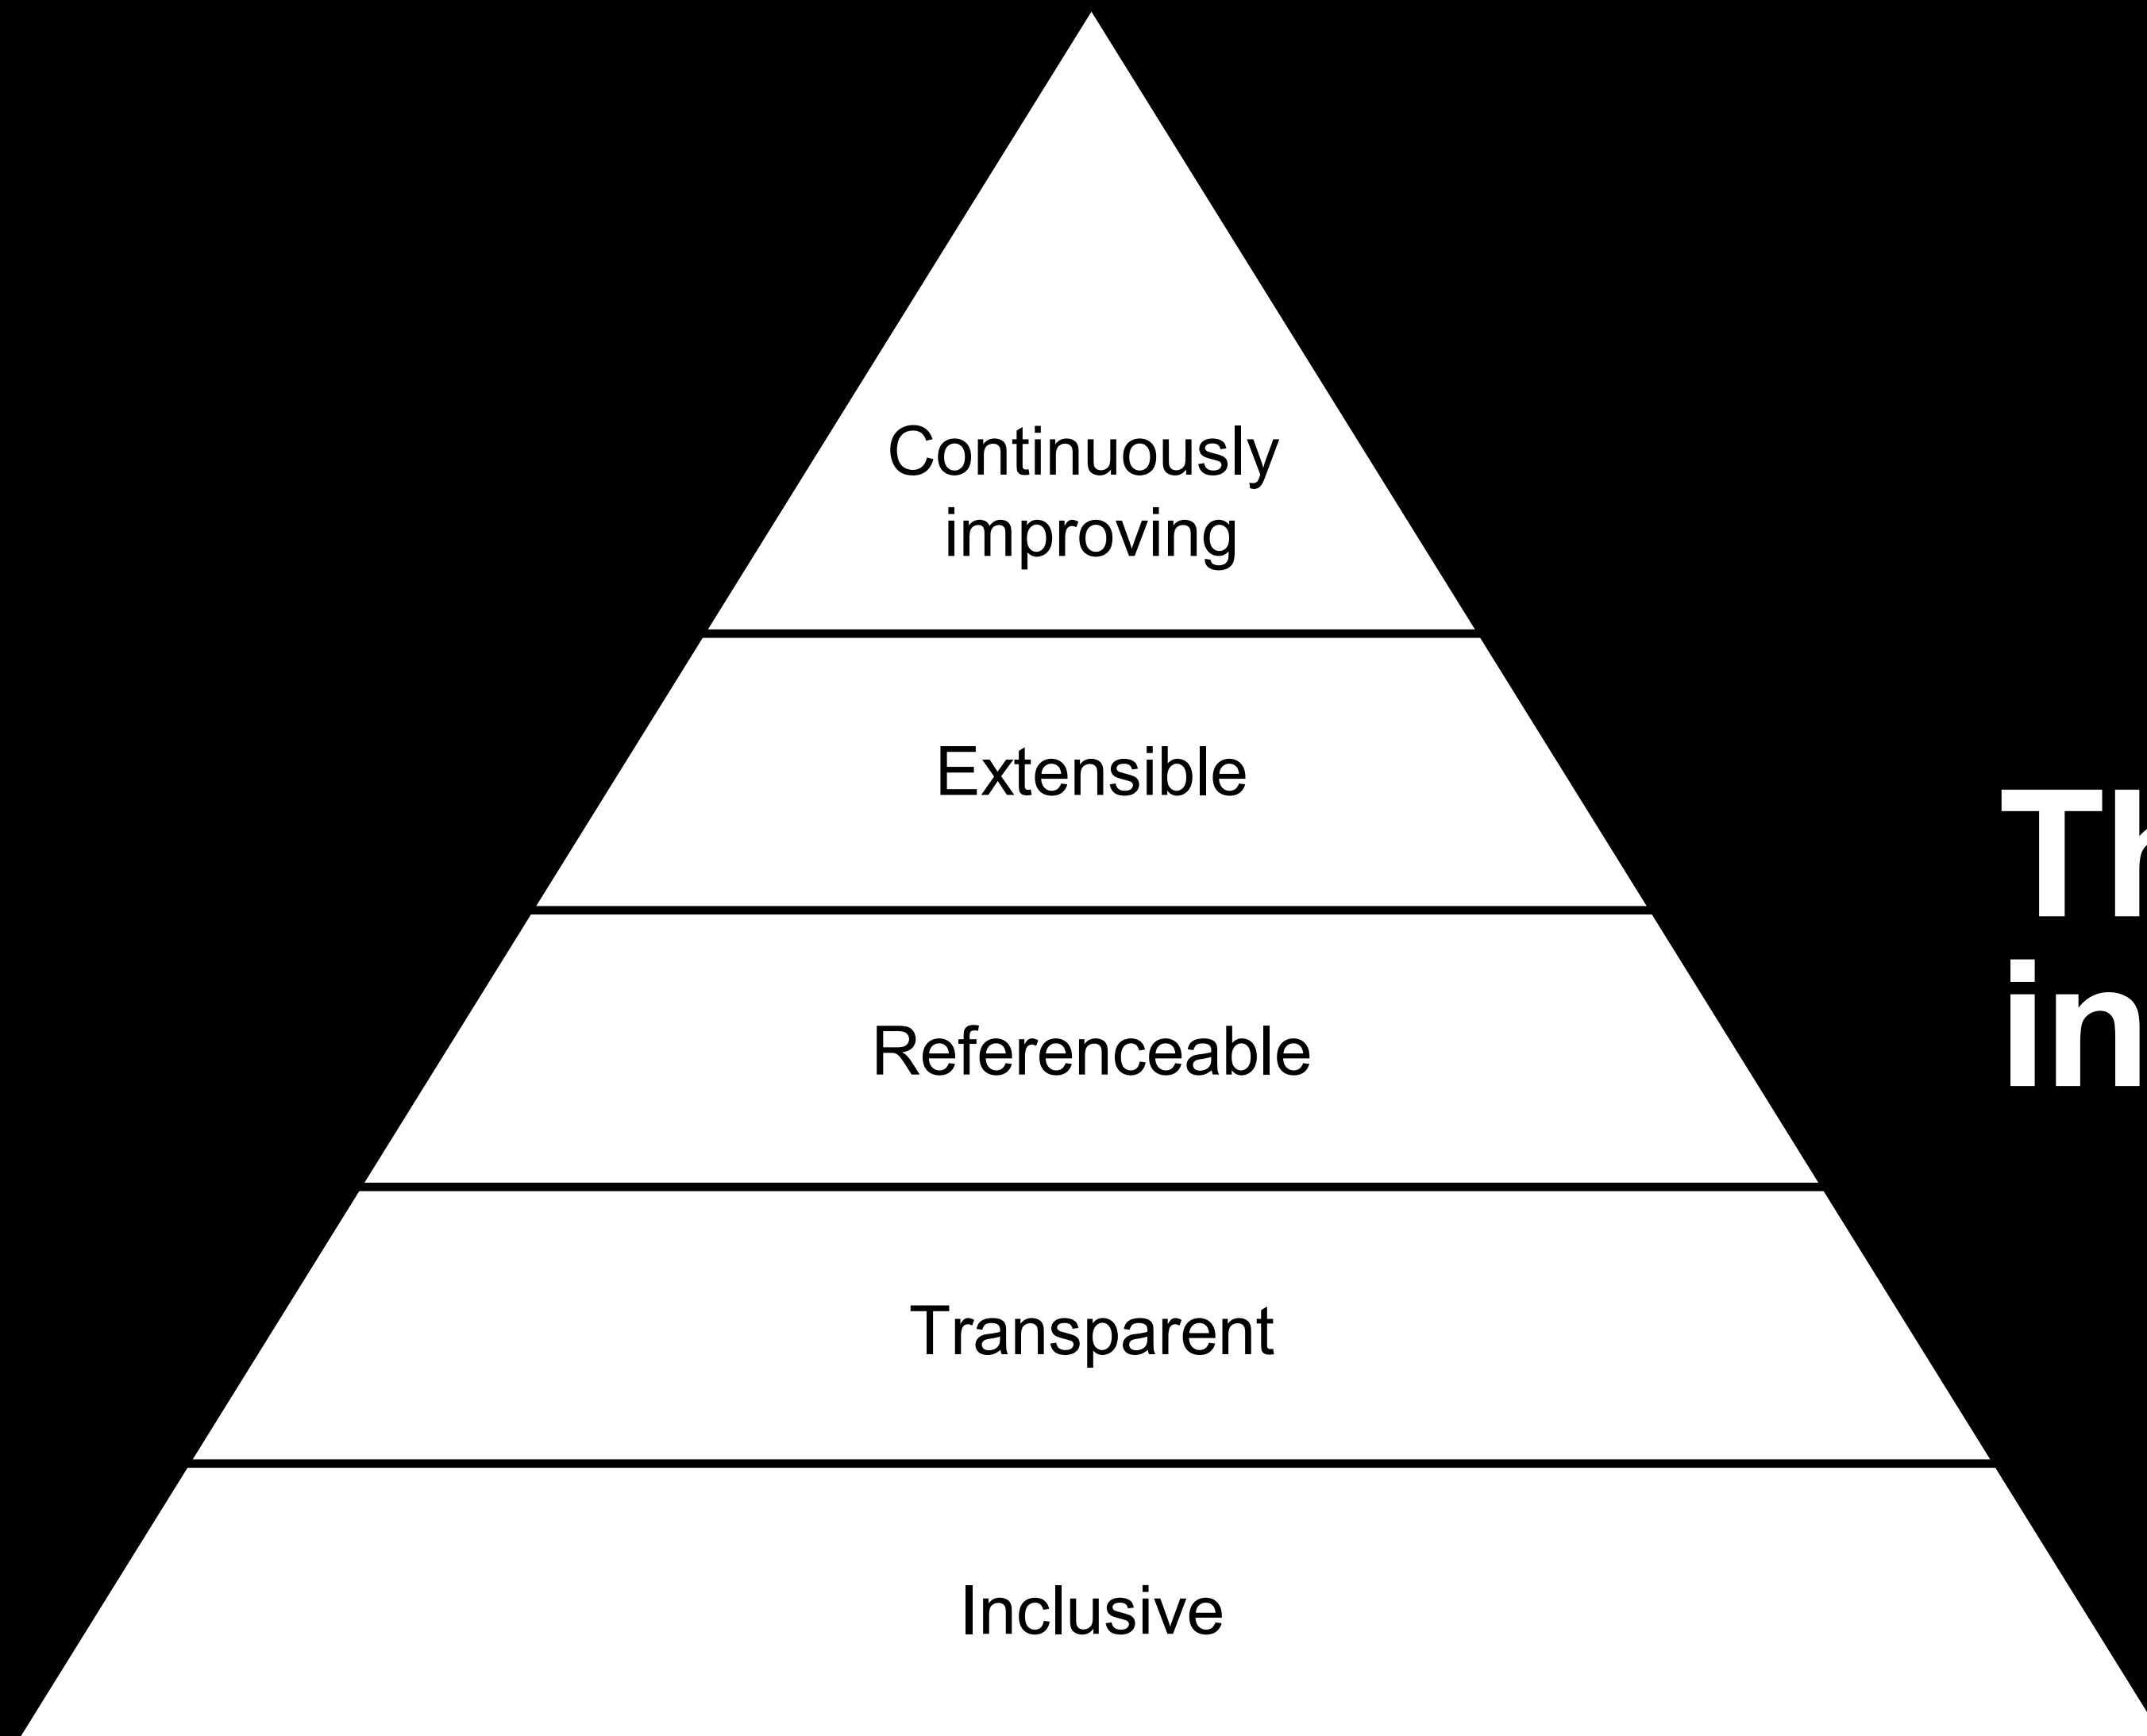 Continuously
improving
Extensible
Referenceable
Transparent
Inclusive